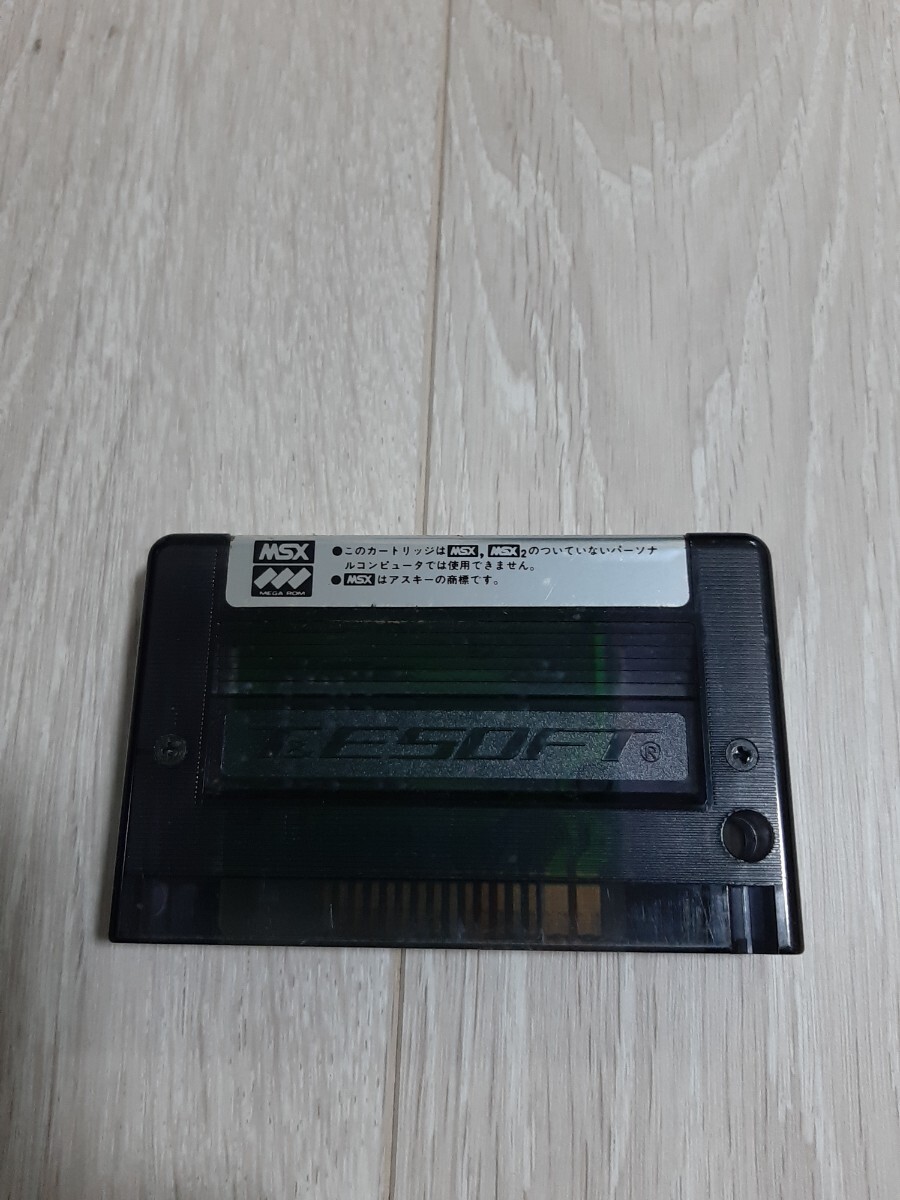 MSX
MEGA ROM
●このカートリッジはMSX, MSX2のついていないパーソナ
ルコンピュータでは使用できません。
●MSXはアスキーの商標です。
T&ESOFT®